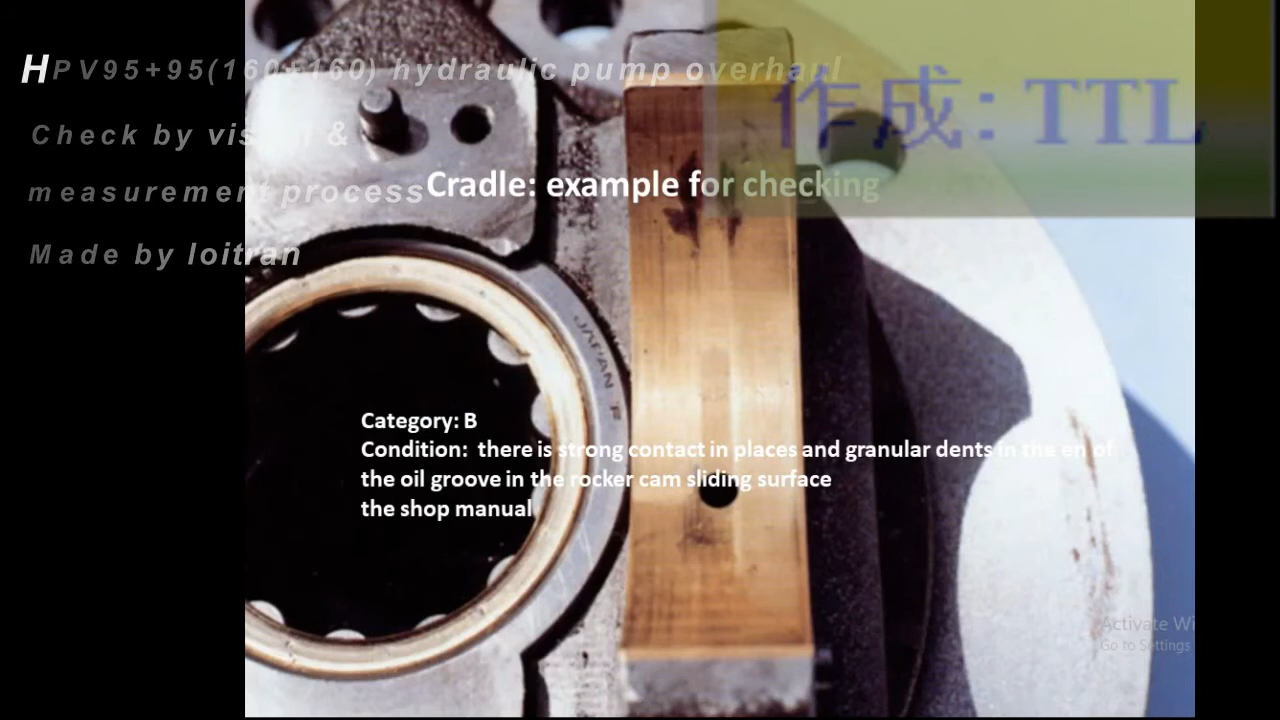 HPV95+95(160+160) hydraulic pump overhaul
作成: TTL
Check by visual &
Cradle: example for checking
measurement process
Made by loitran
JAPAN
Category: B
Condition: there is strong contact in places and granular dents in the en of
the oil groove in the rocker cam sliding surface
the shop manual
Activate Wi
Go to Settings